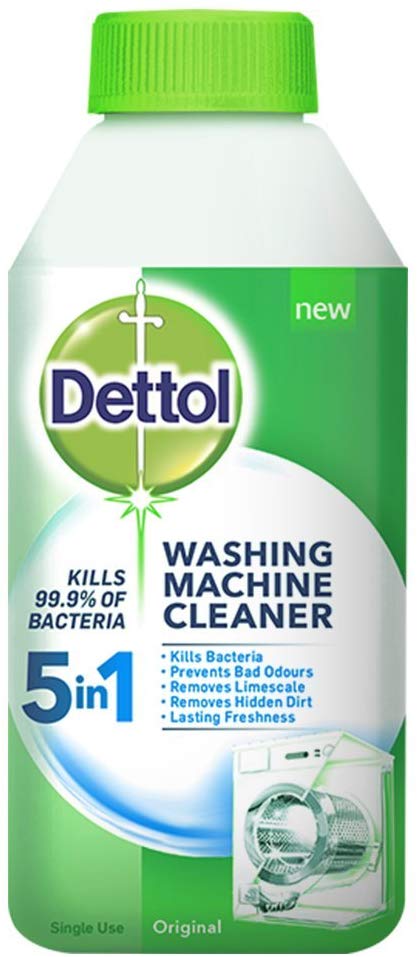 new
Dettol
KILLS
99.9% OF
BACTERIA
5in1
WASHING
MACHINE
CLEANER
• Kills Bacteria
• Prevents Bad Odours
• Removes Limescale
• Removes Hidden Dirt
• Lasting Freshness
Single Use
Original